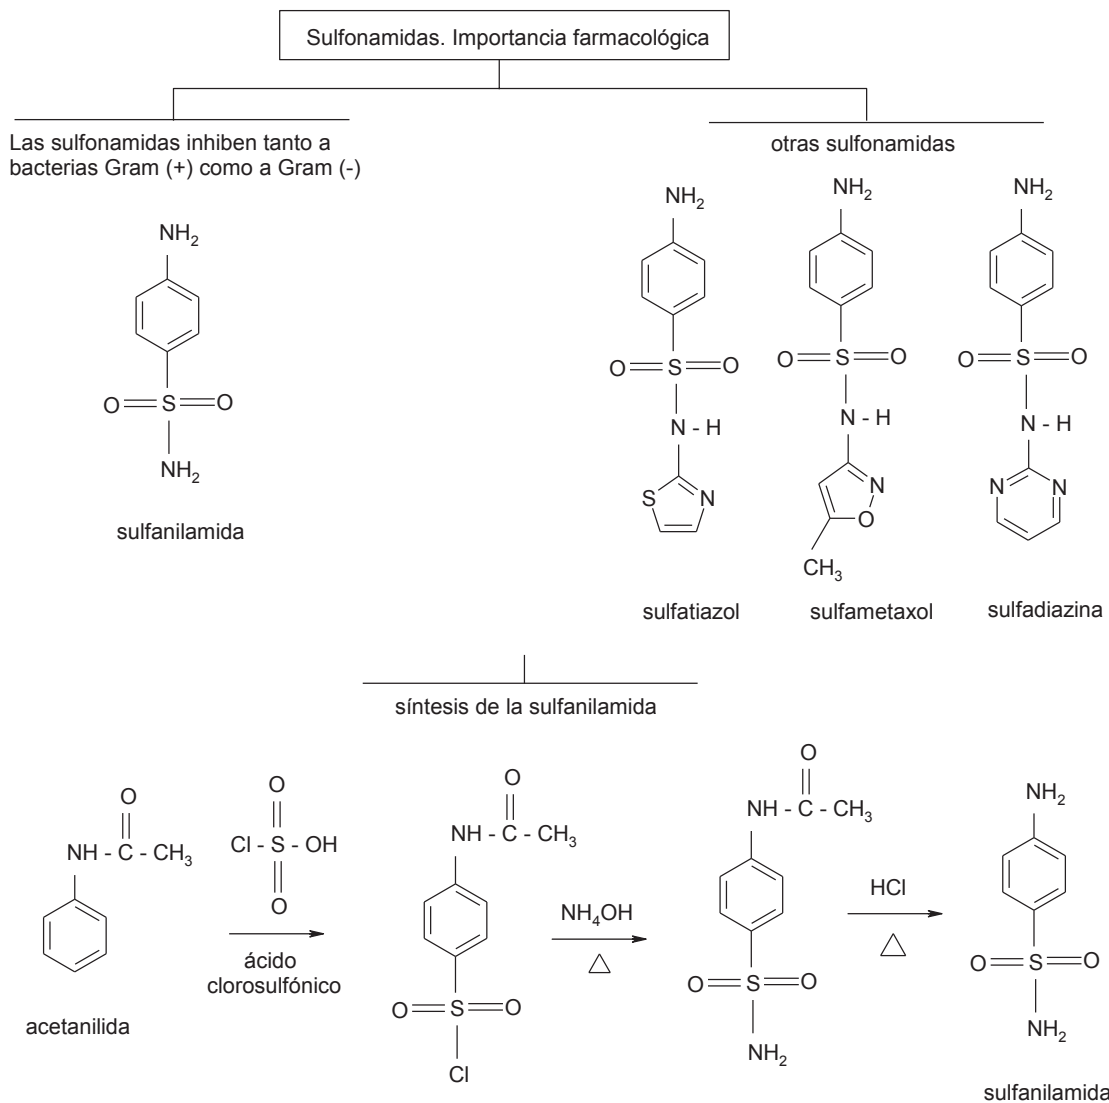 Sulfonamidas. Importancia farmacológica
Las sulfonamidas inhiben tanto a
bacterias Gram (+) como a Gram (-)
NH2
O=S=O
NH2
sulfanilamida
otras sulfonamidas
NH2
O=S=O
N - H
S N
sulfatiazol
NH2
O=S=O
N - H
N
O
CH3
sulfametaxol
NH2
O=S=O
N - H
N N
sulfadiazina
síntesis de la sulfanilamida
O
NH - C - CH3
acetanilida
O
Cl - S - OH
O
ácido
clorosulfónico
O
NH - C - CH3
O=S=O
Cl
NH4OH
△
O
NH - C - CH3
O=S=O
NH2
HCl
△
NH2
O=S=O
NH2
sulfanilamida